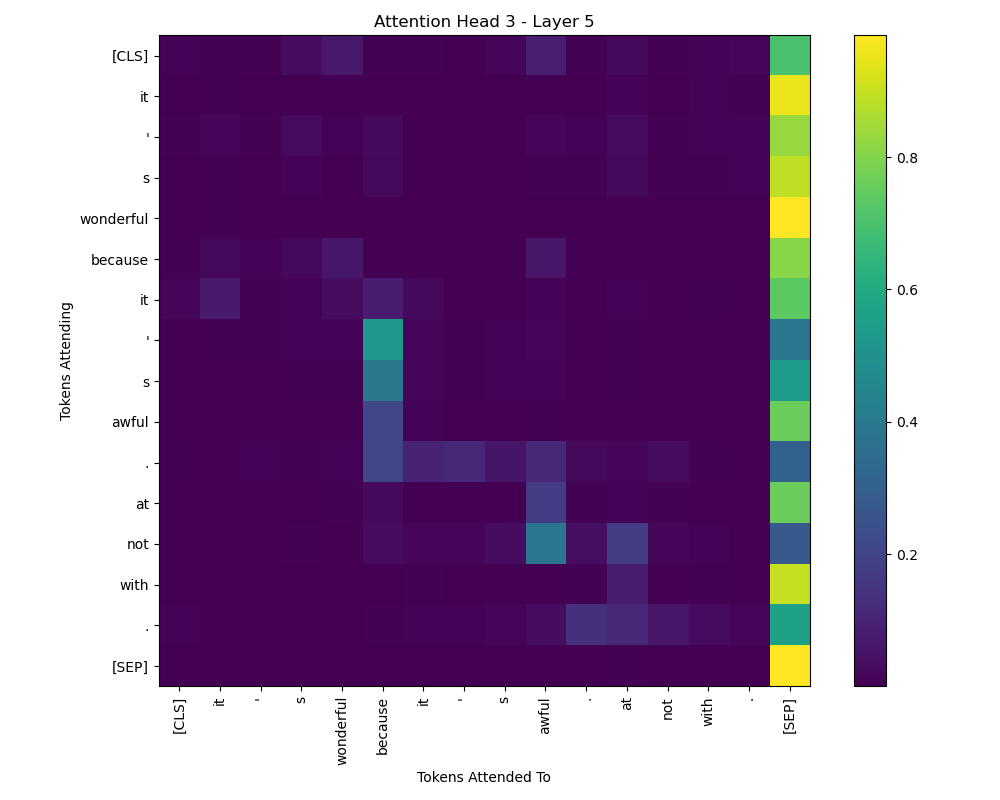 Attention Head 3 - Layer 5
[CLS]
it
'
s
wonderful
because
it
'
s
awful
.
at
not
with
.
[SEP]
Tokens Attending
[CLS]
it
'
s
wonderful
because
it
'
s
awful
.
at
not
with
.
[SEP]
Tokens Attended To
0.8
0.6
0.4
0.2